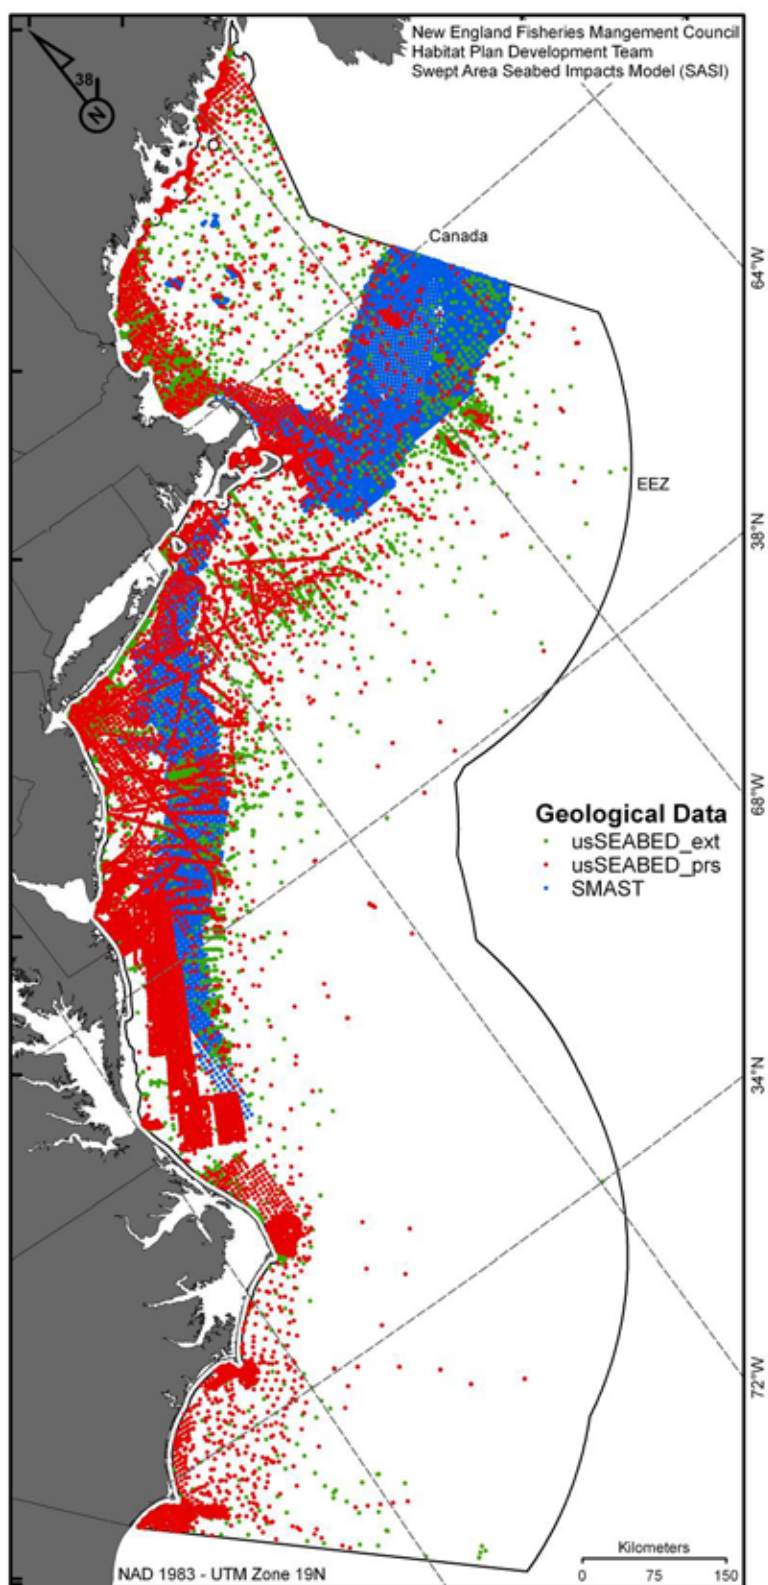 New England Fisheries Mangement Council
Habitat Plan Development Team
Swept Area Seabed Impacts Model (SASI)
38
N
Canada
64°W
EEZ
38°N
68°W
Geological Data
usSEABED_ext
usSEABED_prs
SMAST
34°N
72°W
Kilometers
0 75 150
NAD 1983 - UTM Zone 19N